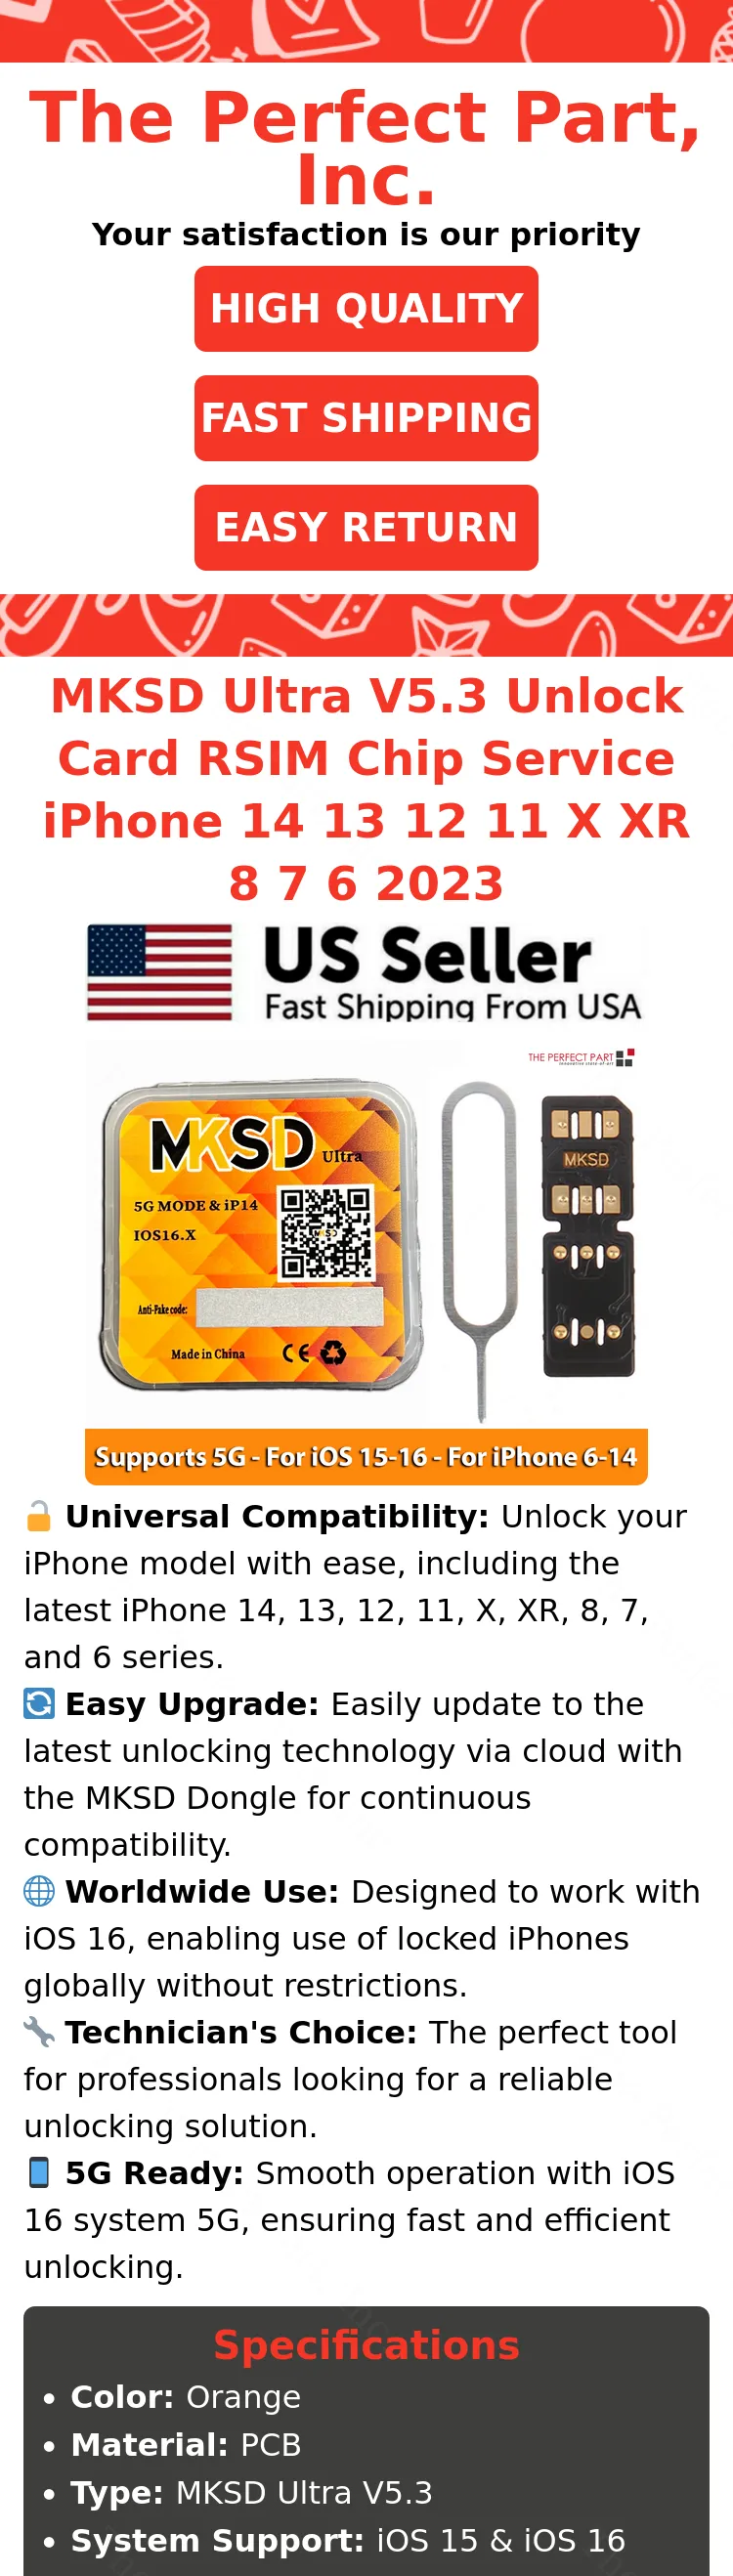 The Perfect Part,
Inc.
Your satisfaction is our priority
HIGH QUALITY
FAST SHIPPING
EASY RETURN
MKSD Ultra V5.3 Unlock
Card RSIM Chip Service
iPhone 14 13 12 11 X XR
8 7 6 2023
US Seller
Fast Shipping From USA
THE PERFECT PART
MKSD Ultra
5G MODE & iP14
IOS16.X
Anti-Fake code:
Made in China
CE
MKSD
Supports 5G - For iOS 15-16 - For iPhone 6-14
🔓 Universal Compatibility: Unlock your
iPhone model with ease, including the
latest iPhone 14, 13, 12, 11, X, XR, 8, 7,
and 6 series.
🔄 Easy Upgrade: Easily update to the
latest unlocking technology via cloud with
the MKSD Dongle for continuous
compatibility.
🌐 Worldwide Use: Designed to work with
iOS 16, enabling use of locked iPhones
globally without restrictions.
🔧 Technician's Choice: The perfect tool
for professionals looking for a reliable
unlocking solution.
📱 5G Ready: Smooth operation with iOS
16 system 5G, ensuring fast and efficient
unlocking.
Specifications
• Color: Orange
• Material: PCB
• Type: MKSD Ultra V5.3
• System Support: iOS 15 & iOS 16